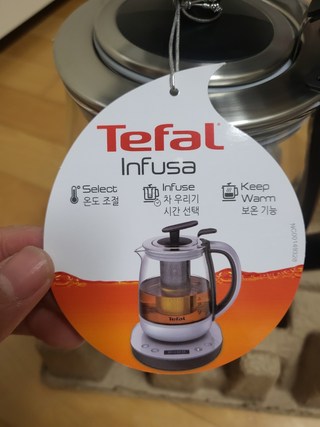 Tefal
Infusa
Select
온도 조절
Infuse
차 우리기
시간 선택
Keep
Warm
보온 기능
Tefal